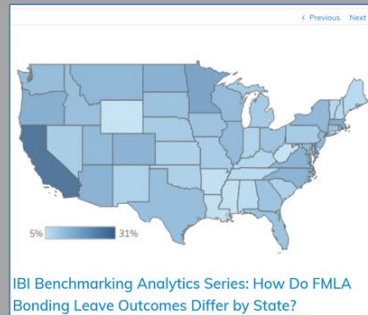 ‹ Previous Next
5% 31%
IBI Benchmarking Analytics Series: How Do FMLA
Bonding Leave Outcomes Differ by State?